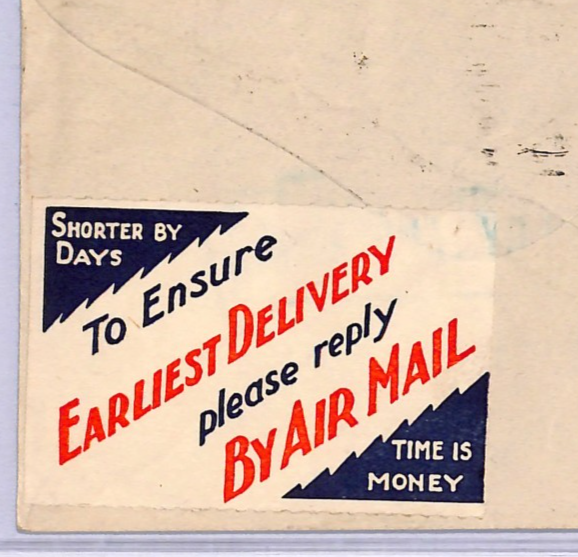 SHORTER BY
DAYS
To Ensure
EARLIEST DELIVERY
please reply
BY AIR MAIL
TIME IS
MONEY